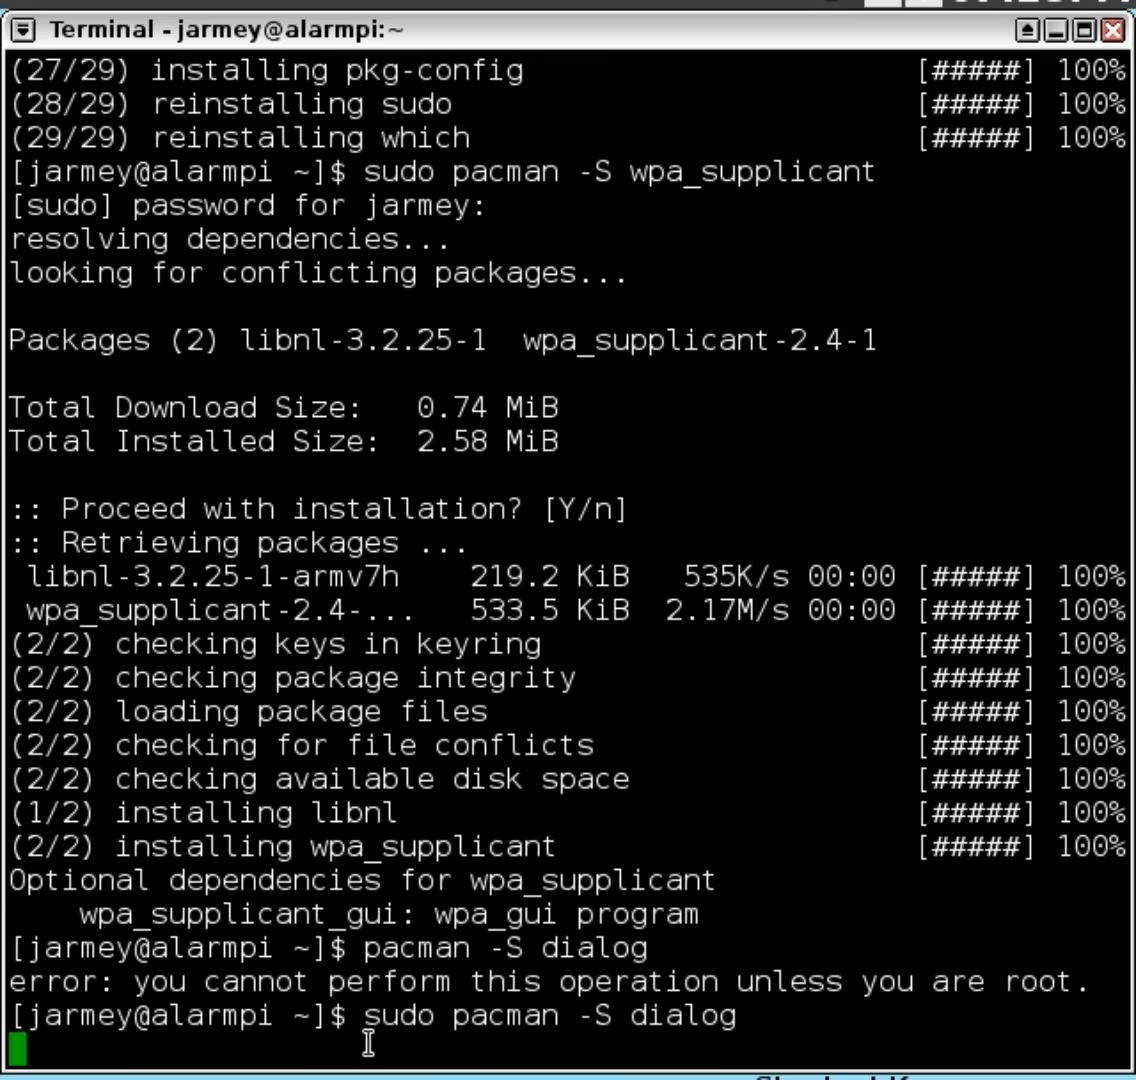 Terminal - jarmey@alarmpi:~
(27/29) installing pkg-config [#####] 100%
(28/29) reinstalling sudo [#####] 100%
(29/29) reinstalling which [#####] 100%
[jarmey@alarmpi ~]$ sudo pacman -S wpa_supplicant
[sudo] password for jarmey:
resolving dependencies...
looking for conflicting packages...
Packages (2) libnl-3.2.25-1  wpa_supplicant-2.4-1
Total Download Size:   0.74 MiB
Total Installed Size:  2.58 MiB
:: Proceed with installation? [Y/n]
:: Retrieving packages ...
libnl-3.2.25-1-armv7h 219.2 KiB 535K/s 00:00 [#####] 100%
wpa_supplicant-2.4-... 533.5 KiB 2.17M/s 00:00 [#####] 100%
(2/2) checking keys in keyring [#####] 100%
(2/2) checking package integrity [#####] 100%
(2/2) loading package files [#####] 100%
(2/2) checking for file conflicts [#####] 100%
(2/2) checking available disk space [#####] 100%
(1/2) installing libnl [#####] 100%
(2/2) installing wpa_supplicant [#####] 100%
Optional dependencies for wpa_supplicant
wpa_supplicant_gui: wpa_gui program
[jarmey@alarmpi ~]$ pacman -S dialog
error: you cannot perform this operation unless you are root.
[jarmey@alarmpi ~]$ sudo pacman -S dialog